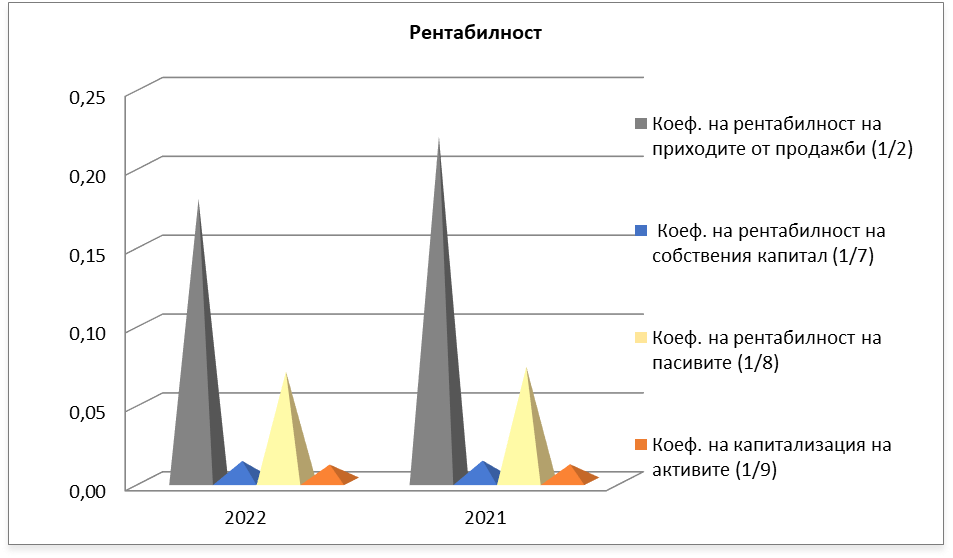 Рентабилност
0,25
0,20
0,15
0,10
0,05
0,00
2022
2021
Коеф. на рентабилност на
приходите от продажби (1/2)
Коеф. на рентабилност на
собствения капитал (1/7)
Коеф. на рентабилност на
пасивите (1/8)
Коеф. на капитализация на
активите (1/9)